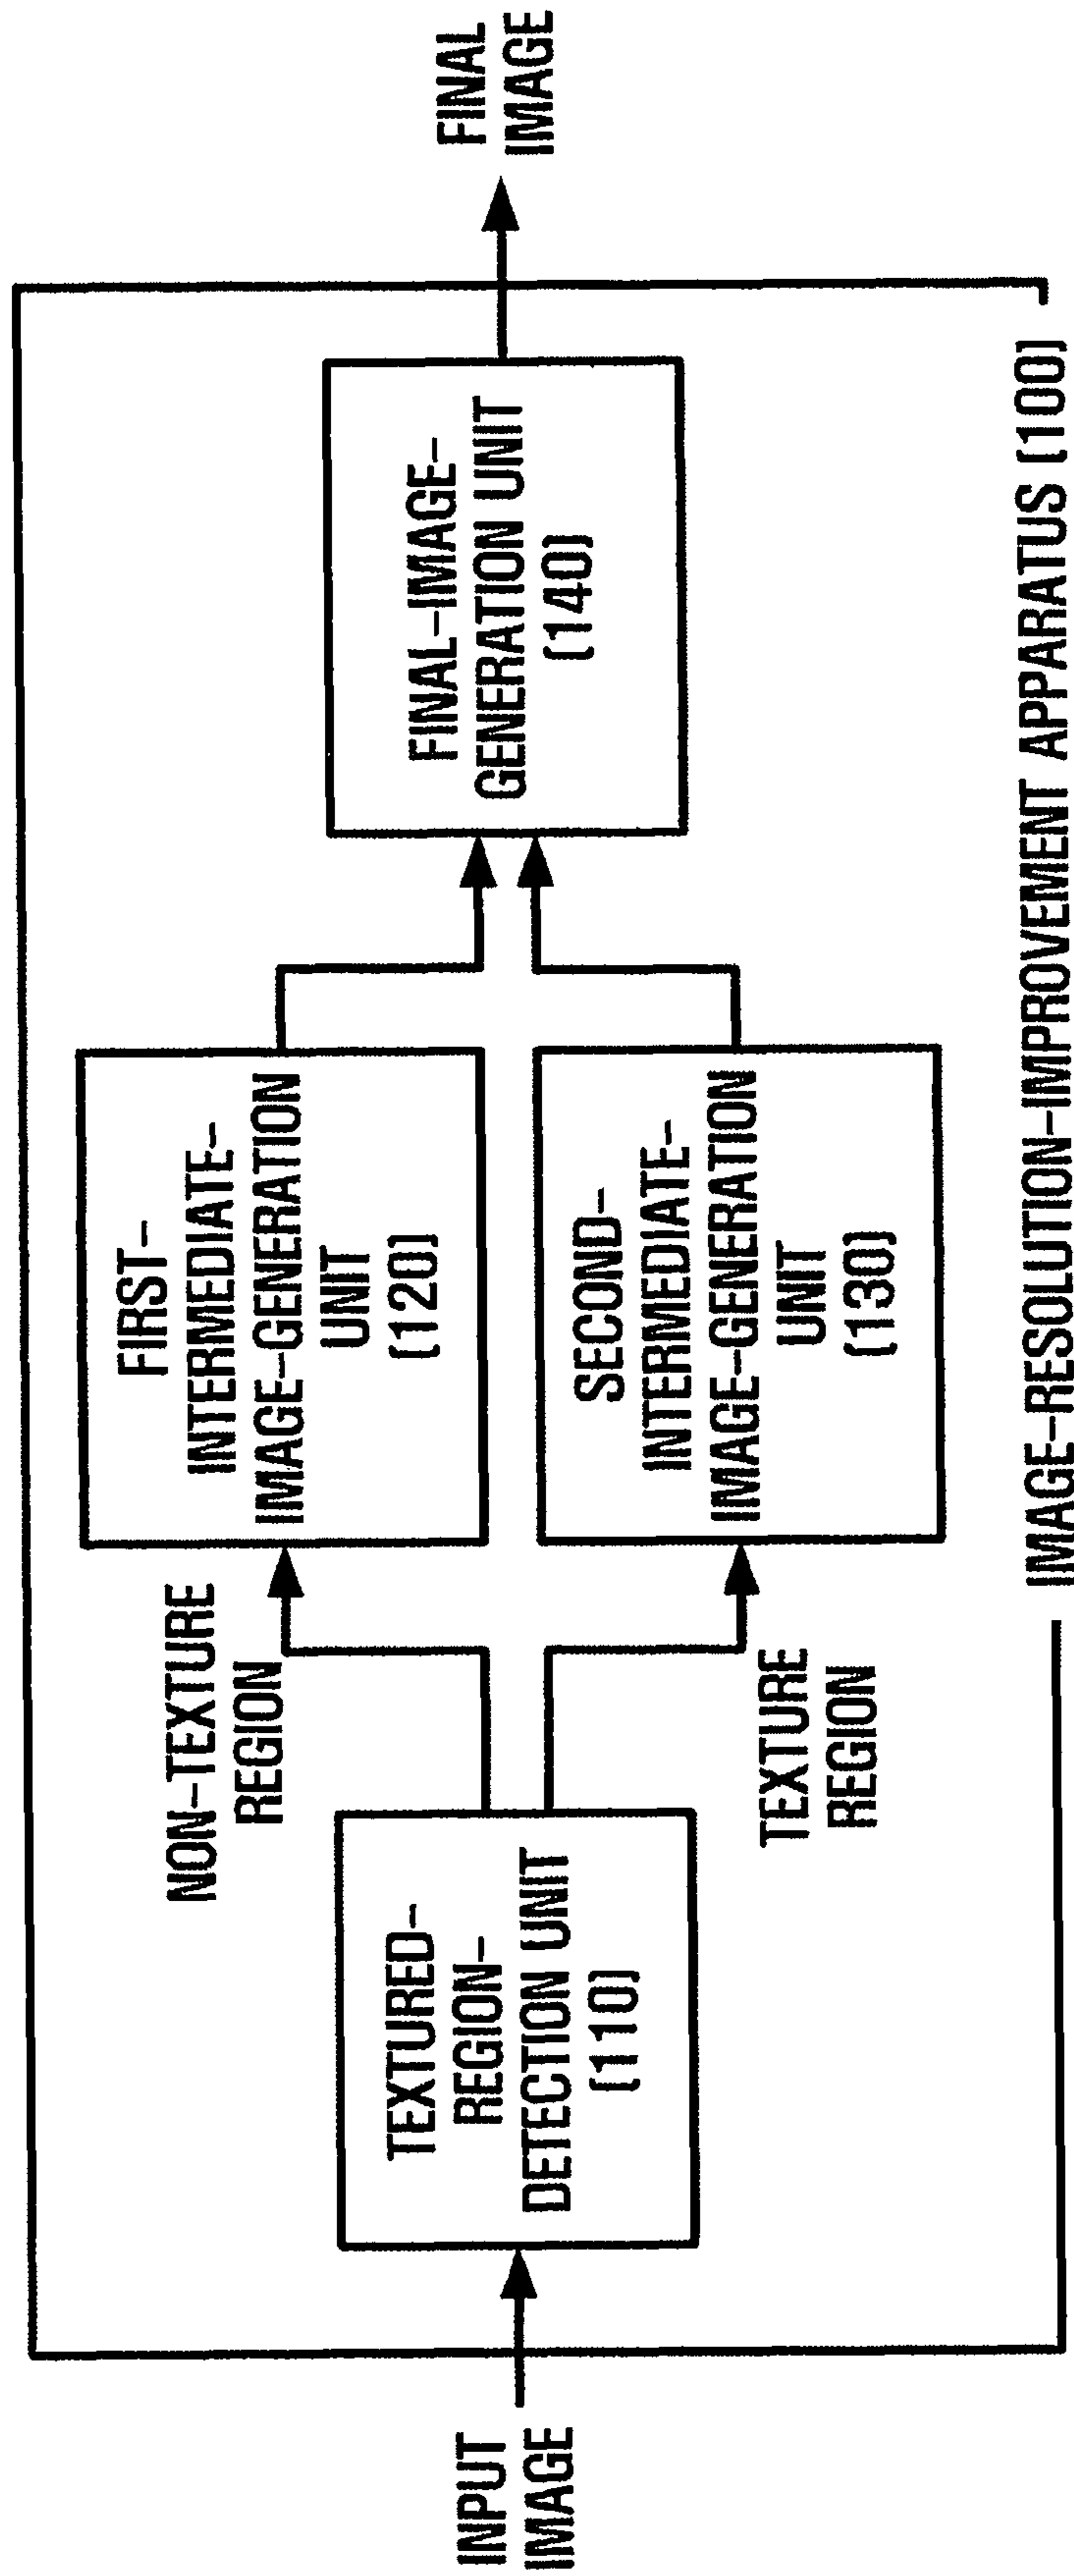 INPUT
IMAGE
TEXTURED-
REGION-
DETECTION UNIT
(110)
NON-TEXTURE
REGION
TEXTURE
REGION
FIRST-
INTERMEDIATE-
IMAGE-GENERATION
UNIT
(120)
SECOND-
INTERMEDIATE-
IMAGE-GENERATION
UNIT
(130)
FINAL-IMAGE-
GENERATION UNIT
(140)
FINAL
IMAGE
IMAGE-RESOLUTION-IMPROVEMENT APPARATUS (100)